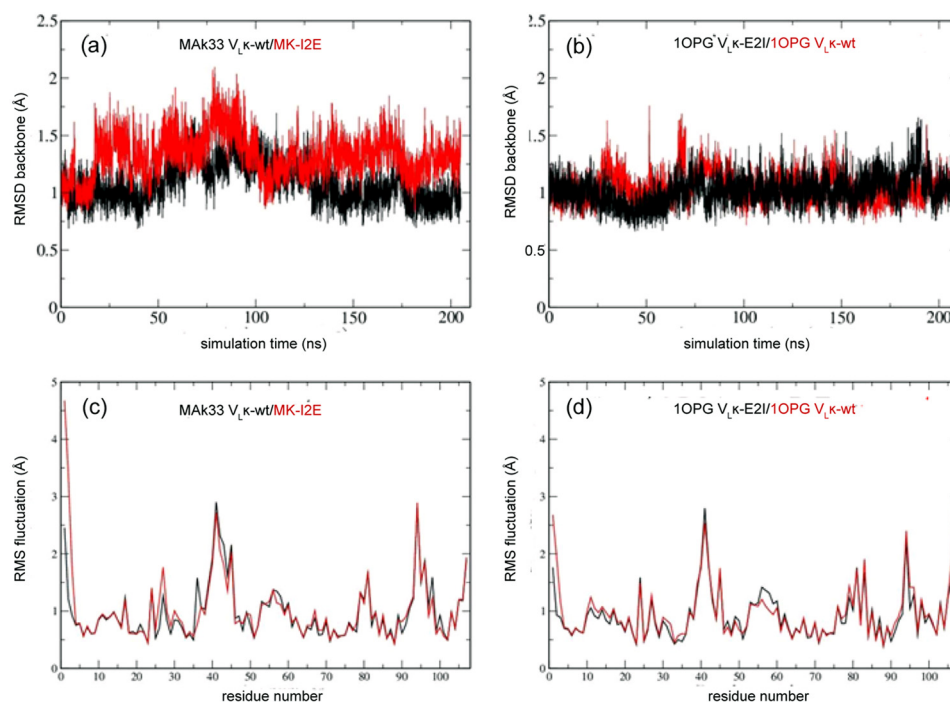 (a)
MAk33 VLκ-wt/MK-I2E
RMSD backbone (Å)
2.5
2
1.5
1
0.5
0
0 50 100 150 200
simulation time (ns)
(b)
1OPG VLκ-E2I/1OPG VLκ-wt
RMSD backbone (Å)
2.5
2
1.5
1
0.5
0
0 50 100 150 200
simulation time (ns)
(c)
MAk33 VLκ-wt/MK-I2E
RMS fluctuation (Å)
5
4
3
2
1
0
0 10 20 30 40 50 60 70 80 90 100
residue number
(d)
1OPG VLκ-E2I/1OPG VLκ-wt
RMS fluctuation (Å)
5
4
3
2
1
0
0 10 20 30 40 50 60 70 80 90 100
residue number